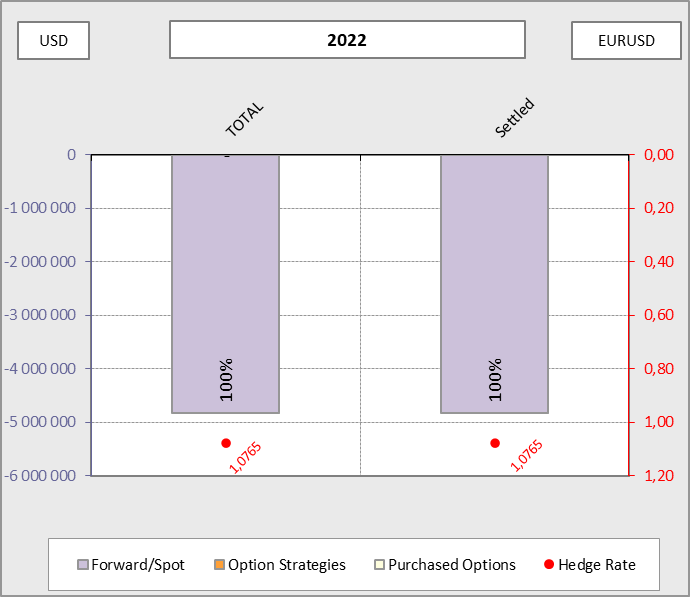 USD
2022
EURUSD
TOTAL
Settled
0
-1 000 000
-2 000 000
-3 000 000
-4 000 000
-5 000 000
-6 000 000
0,00
0,20
0,40
0,60
0,80
1,00
1,20
100%
100%
1,0765
1,0765
Forward/Spot
Option Strategies
Purchased Options
Hedge Rate